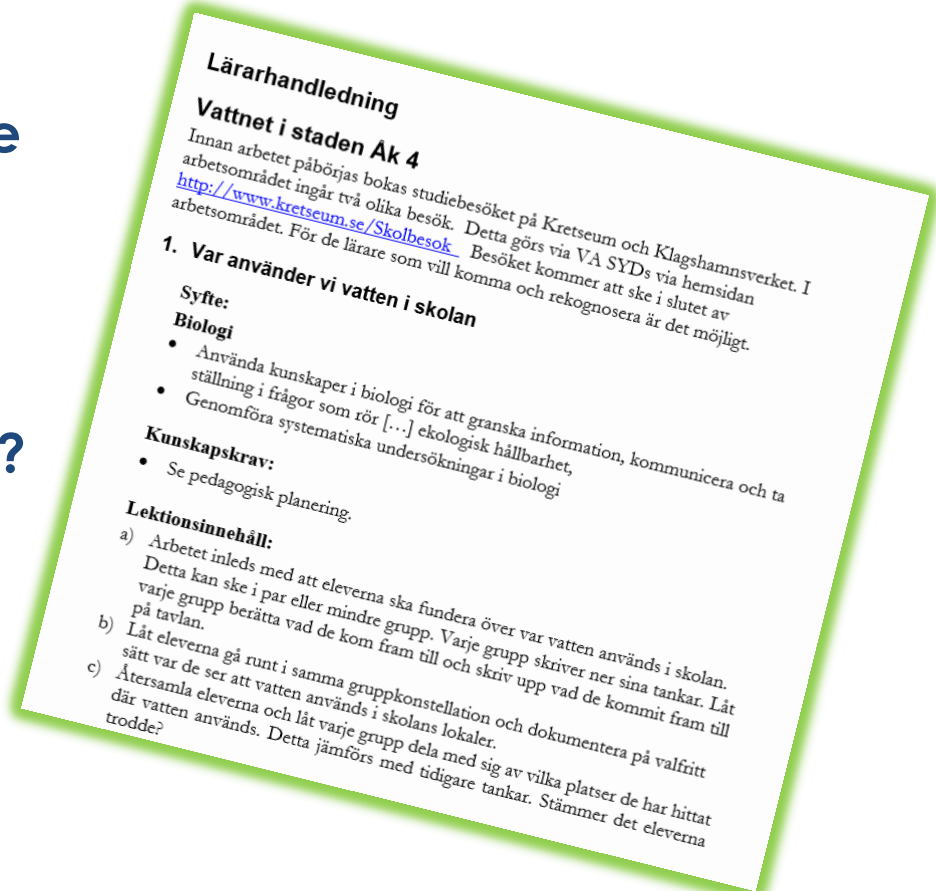 e
?
Lärarhandledning
Vattnet i staden Åk 4
Innan arbetet påbörjas bokas studiebesöket på Kretseum och Klagshamnsverket. I
arbetsområdet ingår två olika besök. Detta görs via VA SYDs via hemsidan
http://www.kretseum.se/Skolbesok Besöket kommer att ske i slutet av
arbetsområdet. För de lärare som vill komma och rekognosera är det möjligt.
1. Var använder vi vatten i skolan
Syfte:
Biologi
• Använda kunskaper i biologi för att granska information, kommunicera och ta
ställning i frågor som rör [...] ekologisk hållbarhet,
• Genomföra systematiska undersökningar i biologi
Kunskapskrav:
• Se pedagogisk planering.
Lektionsinnehåll:
a) Arbetet inleds med att eleverna ska fundera över var vatten används i skolan.
Detta kan ske i par eller mindre grupp. Varje grupp skriver ner sina tankar. Låt
varje grupp berätta vad de kom fram till och skriv upp vad de kommit fram till
på tavlan.
b) Låt eleverna gå runt i samma gruppkonstellation och dokumentera på valfritt
sätt var de ser att vatten används i skolans lokaler.
c) Återsamla eleverna och låt varje grupp dela med sig av vilka platser de har hittat
där vatten används. Detta jämförs med tidigare tankar. Stämmer det eleverna
trodde?